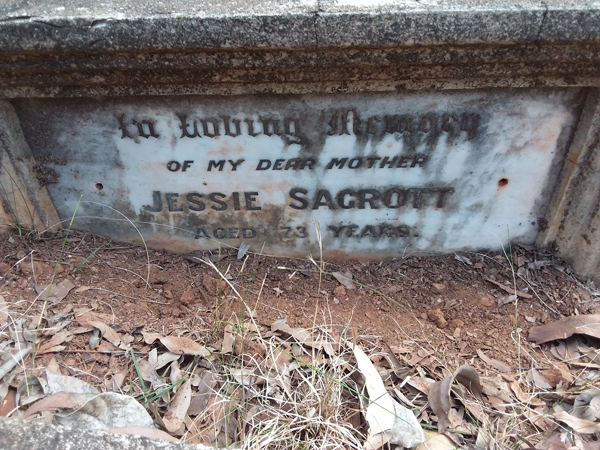 In Loving Memory
OF MY DEAR MOTHER
JESSIE SAGROTT
AGED 73 YEARS.